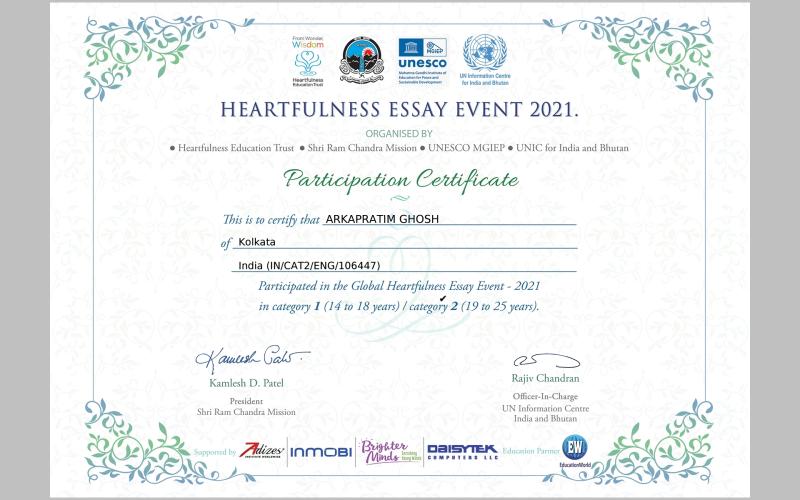 From Wonder,
Wisdom
Heartfulness
Education Trust
unesco
MGIEP
Mahatma Gandhi Institute of
Education for Peace and
Sustainable Development
UN Information Centre
for India and Bhutan
HEARTFULNESS ESSAY EVENT 2021.
ORGANISED BY
● Heartfulness Education Trust ● Shri Ram Chandra Mission ● UNESCO MGIEP ● UNIC for India and Bhutan
Participation Certificate
This is to certify that ARKAPRATIM GHOSH
of Kolkata
India (IN/CAT2/ENG/106447)
Participated in the Global Heartfulness Essay Event - 2021
in category 1 (14 to 18 years) / category 2 (19 to 25 years).
Kamlesh D. Patel
President
Shri Ram Chandra Mission
Rajiv Chandran
Officer-In-Charge
UN Information Centre
India and Bhutan
Supported by Adizes INMOBI Brighter Minds DAISYTEK COMPUTERS LLC Education Partner EW EducationWorld